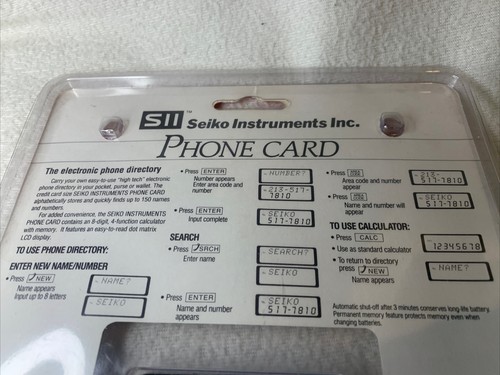 SII™ Seiko Instruments Inc.
PHONE CARD
The electronic phone directory
Carry your own easy-to-use "high tech" electronic
phone directory in your pocket, purse or wallet. The
credit card size SEIKO INSTRUMENTS PHONE CARD
alphabetically stores and quickly finds up to 150 names
and numbers.
For added convenience, the SEIKO INSTRUMENTS
PHONE CARD contains an 8-digit, 4-function calculator
with memory. It features an easy-to-read dot matrix
LCD display.
TO USE PHONE DIRECTORY:
ENTER NEW NAME/NUMBER
• Press NEW
Name appears
Input up to 8 letters
NAME?
SEIKO
• Press ENTER
Number appears
Enter area code and
number
NUMBER?
-213-517-
7810
• Press ENTER
Input complete
SEIKO
517-7810
SEARCH
• Press SRCH
Enter name
SEARCH?
SEIKO
• Press ENTER
Name and number
appears
SEIKO
517-7810
• Press
Area code and number
appear
-213-
517-7810
• Press
Name and number will
appear
SEIKO
517-7810
TO USE CALCULATOR:
• Press CALC
• Use as standard calculator
12345678
• To return to directory
press NEW
Name appears
NAME?
Automatic shut-off after 3 minutes conserves long-life battery.
Permanent memory feature protects memory even when
changing batteries.